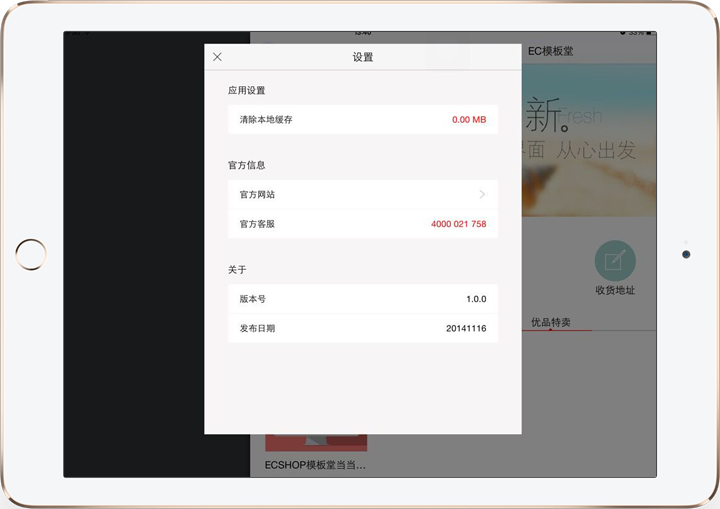 设置
应用设置
清除本地缓存 0.00 MB
官方信息
官方网站
官方客服 4000 021 758
关于
版本号 1.0.0
发布日期 20141116
EC模板堂
新。
Fresh
界面 从心出发
收货地址
优品特卖
ECSHOP模板堂当当...